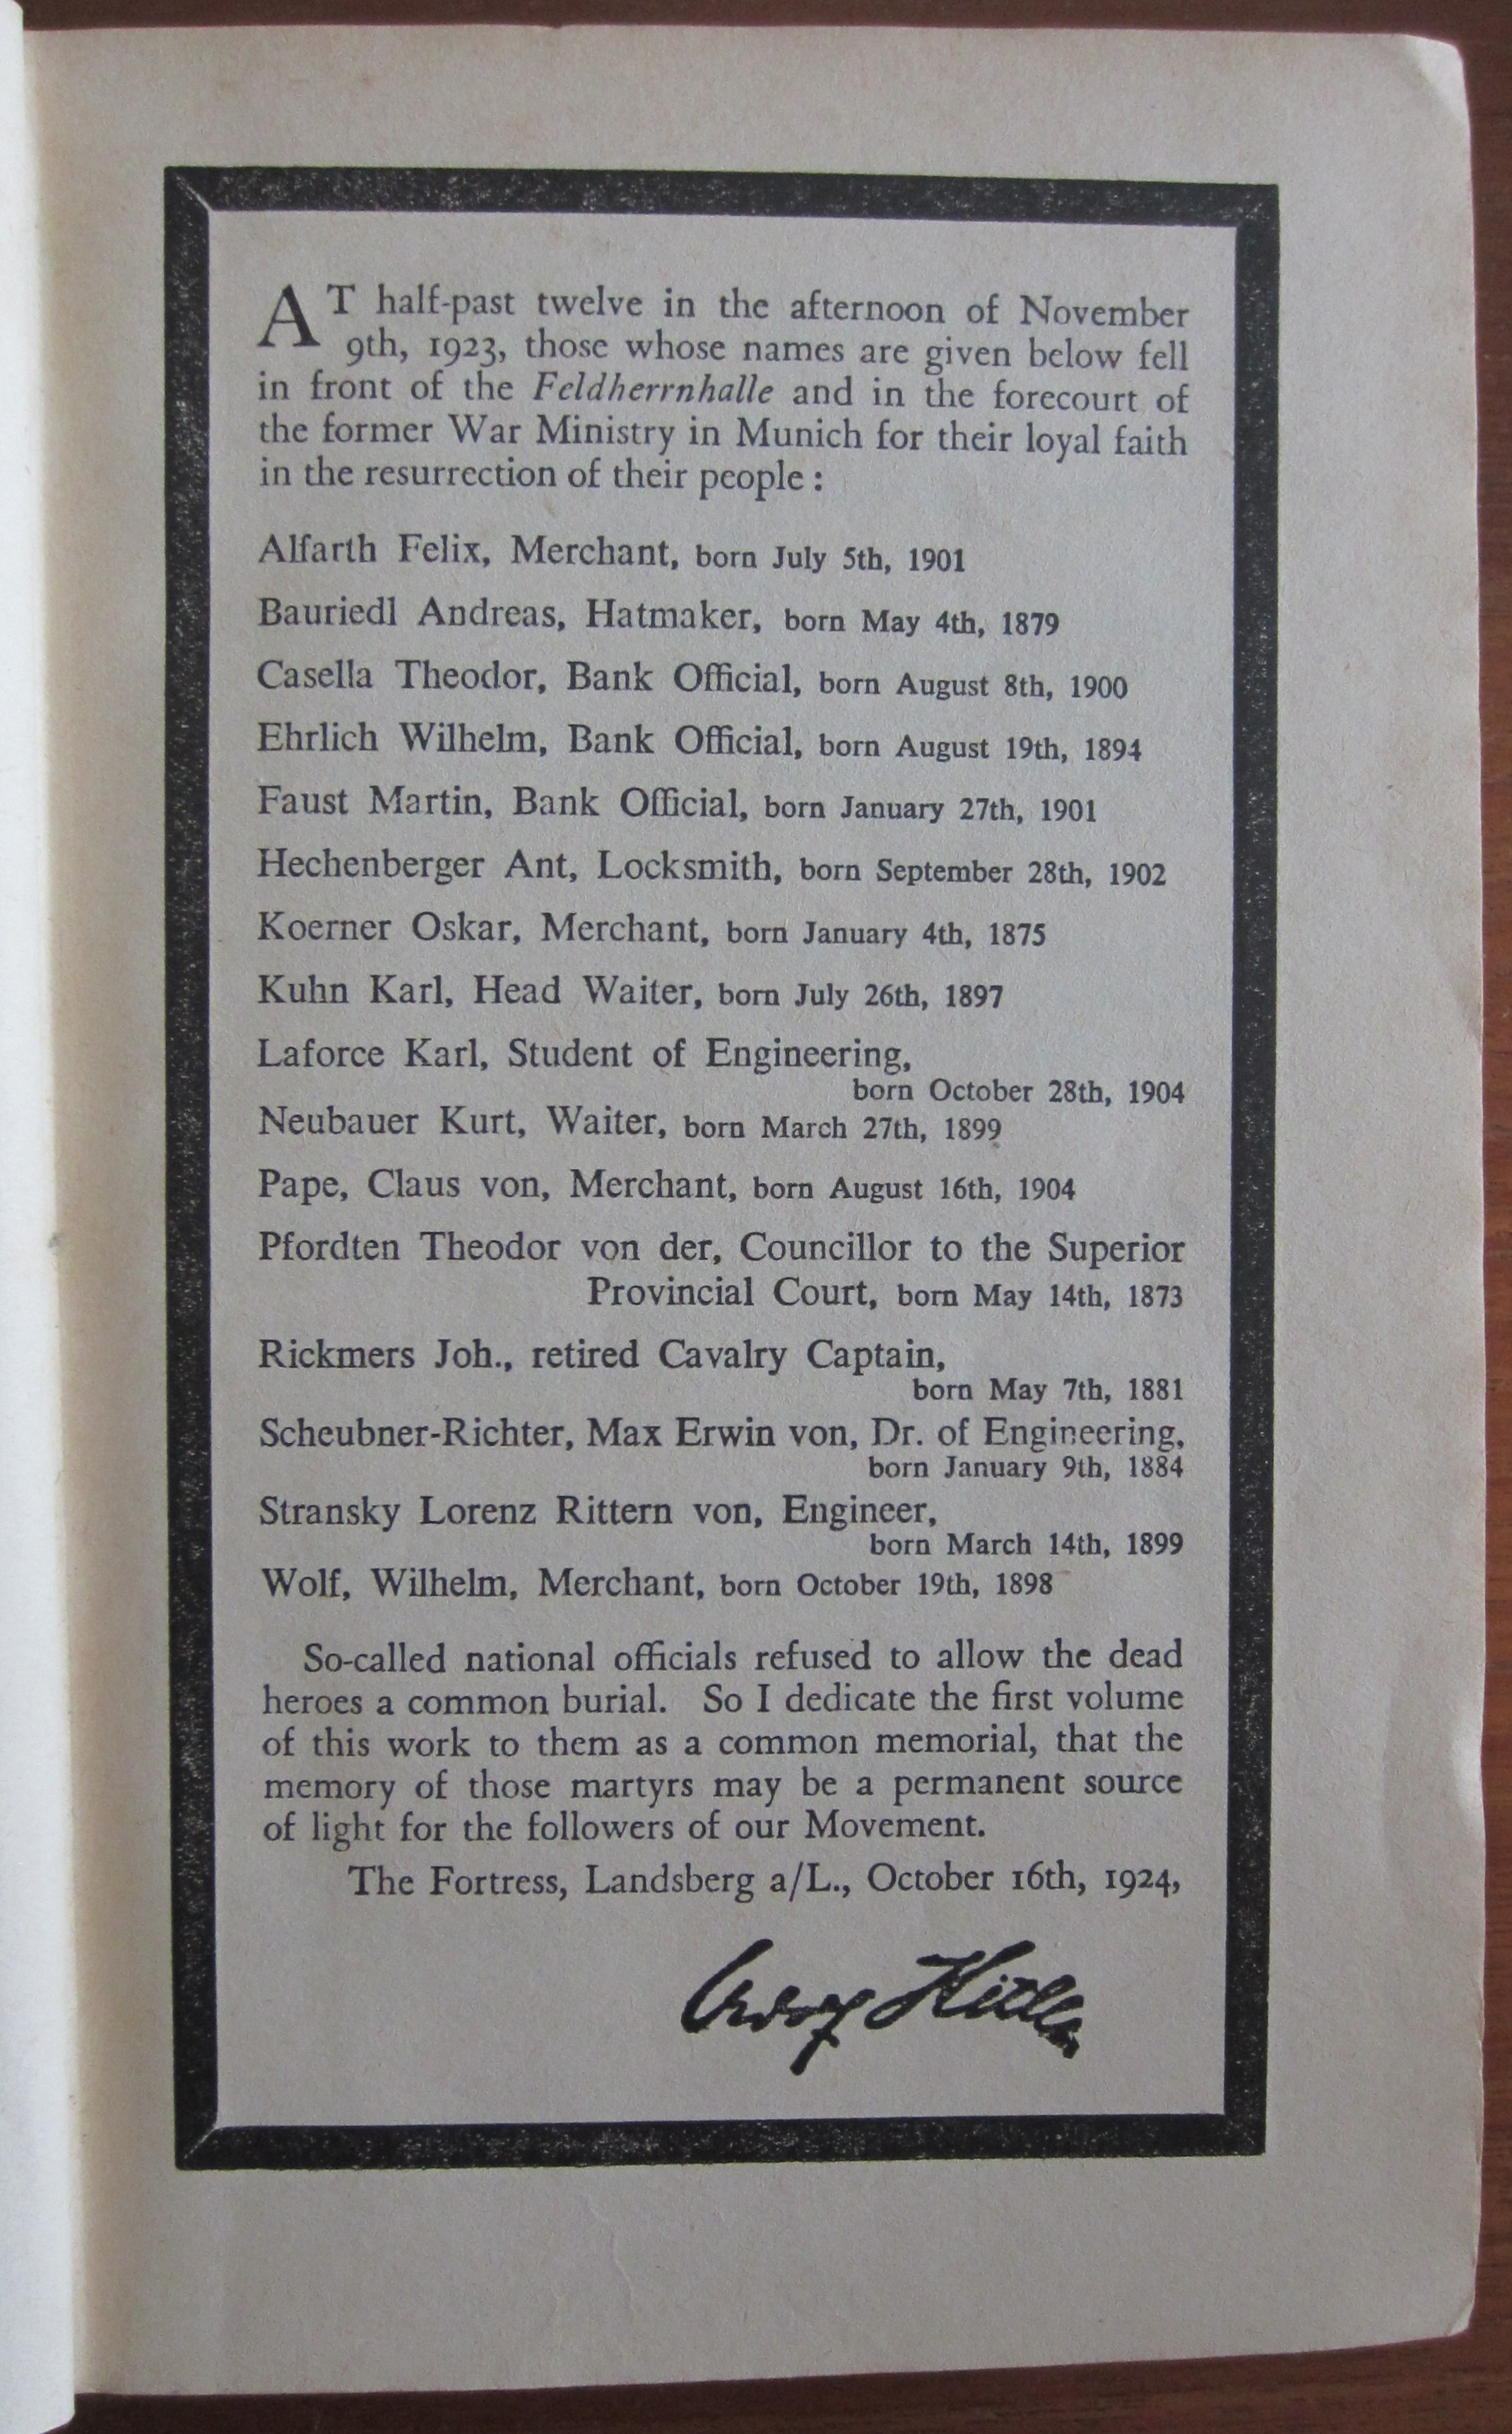 AT half-past twelve in the afternoon of November
9th, 1923, those whose names are given below fell
in front of the Feldherrnhalle and in the forecourt of
the former War Ministry in Munich for their loyal faith
in the resurrection of their people :
Alfarth Felix, Merchant, born July 5th, 1901
Bauriedl Andreas, Hatmaker, born May 4th, 1879
Casella Theodor, Bank Official, born August 8th, 1900
Ehrlich Wilhelm, Bank Official, born August 19th, 1894
Faust Martin, Bank Official, born January 27th, 1901
Hechenberger Ant, Locksmith, born September 28th, 1902
Koerner Oskar, Merchant, born January 4th, 1875
Kuhn Karl, Head Waiter, born July 26th, 1897
Laforce Karl, Student of Engineering,
born October 28th, 1904
Neubauer Kurt, Waiter, born March 27th, 1899
Pape, Claus von, Merchant, born August 16th, 1904
Pfordten Theodor von der, Councillor to the Superior
Provincial Court, born May 14th, 1873
Rickmers Joh., retired Cavalry Captain,
born May 7th, 1881
Scheubner-Richter, Max Erwin von, Dr. of Engineering,
born January 9th, 1884
Stransky Lorenz Rittern von, Engineer,
born March 14th, 1899
Wolf, Wilhelm, Merchant, born October 19th, 1898
So-called national officials refused to allow the dead
heroes a common burial. So I dedicate the first volume
of this work to them as a common memorial, that the
memory of those martyrs may be a permanent source
of light for the followers of our Movement.
The Fortress, Landsberg a/L., October 16th, 1924,
Adolf Hitler